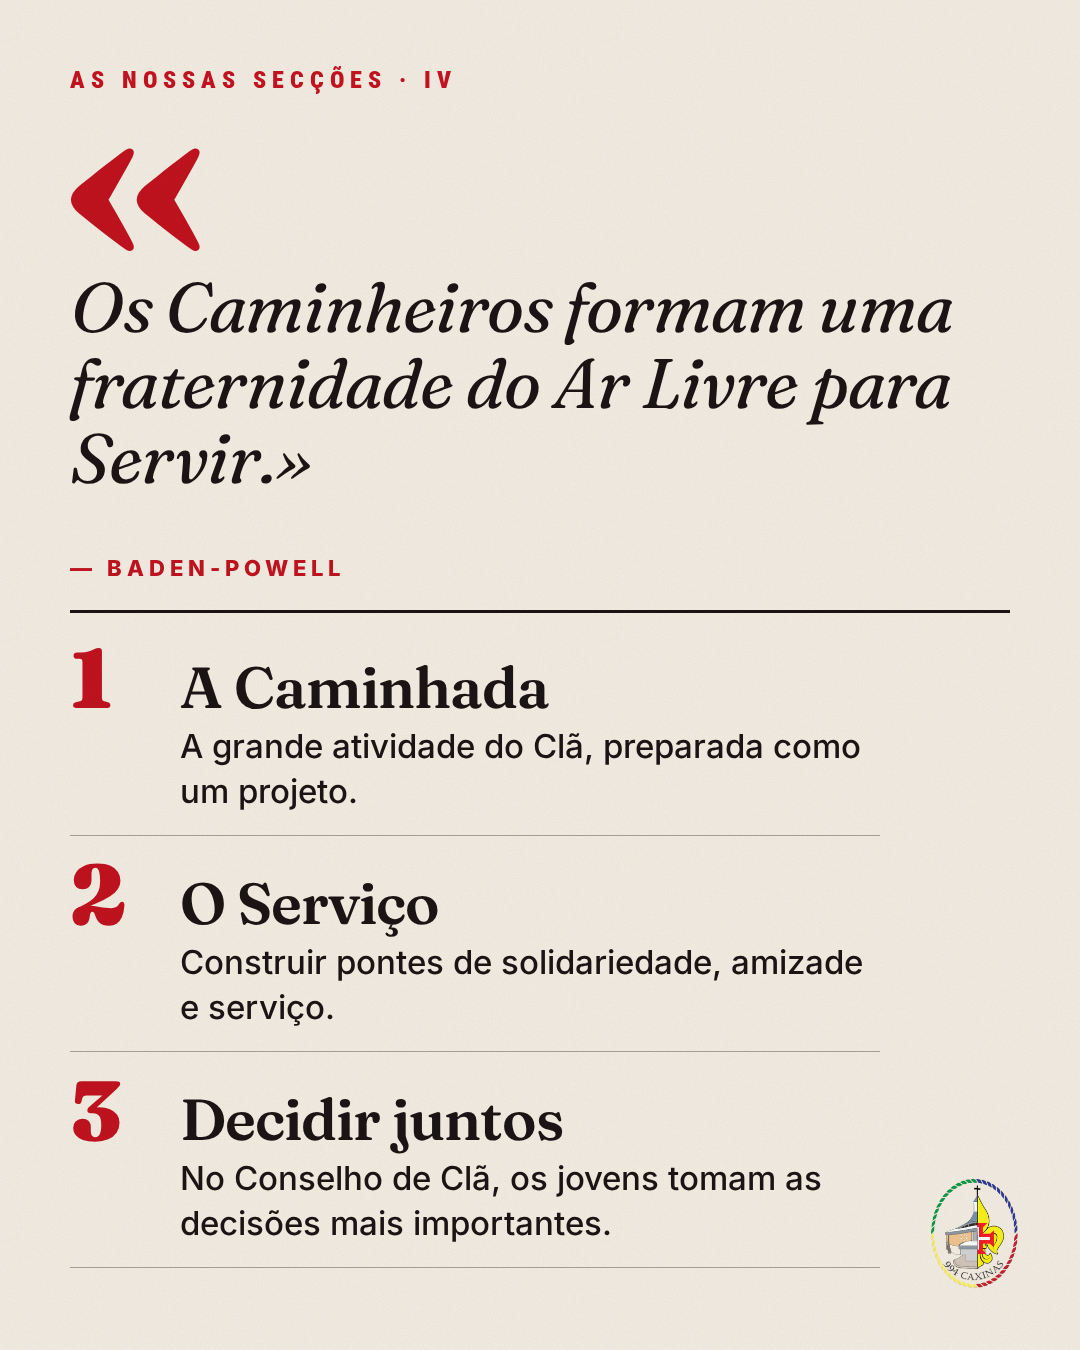 AS NOSSAS SECÇÕES · IV
«
Os Caminheiros formam uma
fraternidade do Ar Livre para
Servir.»
— BADEN-POWELL
1
A Caminhada
A grande atividade do Clã, preparada como
um projeto.
2
O Serviço
Construir pontes de solidariedade, amizade
e serviço.
3
Decidir juntos
No Conselho de Clã, os jovens tomam as
decisões mais importantes.
994 CAXINAS